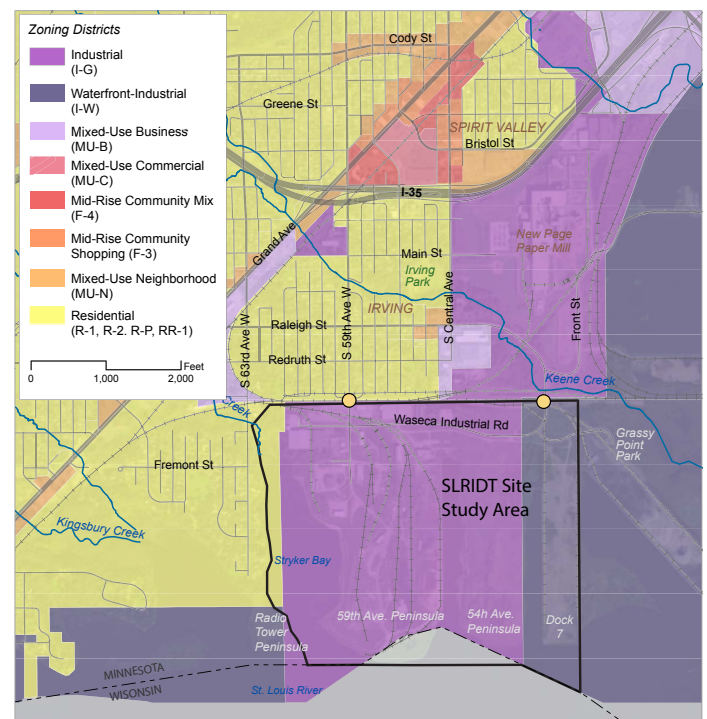 Zoning Districts
Industrial
(I-G)
Waterfront-Industrial
(I-W)
Mixed-Use Business
(MU-B)
Mixed-Use Commercial
(MU-C)
Mid-Rise Community Mix
(F-4)
Mid-Rise Community
Shopping (F-3)
Mixed-Use Neighborhood
(MU-N)
Residential
(R-1, R-2. R-P, RR-1)
Feet
0 1,000 2,000
Cody St
Greene St
SPIRIT VALLEY
Bristol St
I-35
Grand Ave
New Page
Paper Mill
Main St
Irving
Park
IRVING
S 59th Ave W
S Central Ave
Front St
Raleigh St
S 63rd Ave W
Redruth St
Keene Creek
Creek
Waseca Industrial Rd
Grassy
Point
Park
Fremont St
SLRIDT Site
Study Area
Kingsbury Creek
Stryker Bay
Radio
Tower
Peninsula
59th Ave. Peninsula
54h Ave.
Peninsula
Dock
7
MINNESOTA
WISCONSIN
St. Louis River